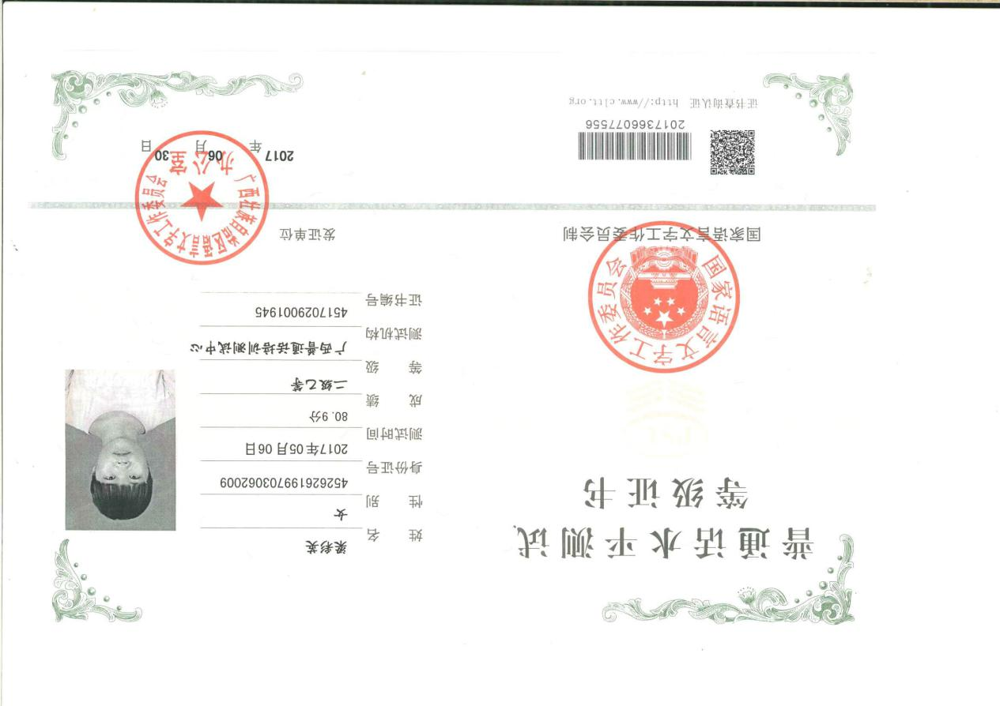 普通话水平测试
等级证书
国家语言文字工作委员会
国家语言文字工作委员会制
2017366077556
证书查询认证 http://www.cltt.org
姓 名 梁彩英
性 别 女
身份证号 452626199703062009
测试时间 2017年05月06日
成 绩 80.9分
等 级 二级乙等
测试机构 广西普通话培训测试中心
证书编号 4517029001945
发证单位
广西壮族自治区语言文字工作委员会
办公室
2017 年 06 月 30 日